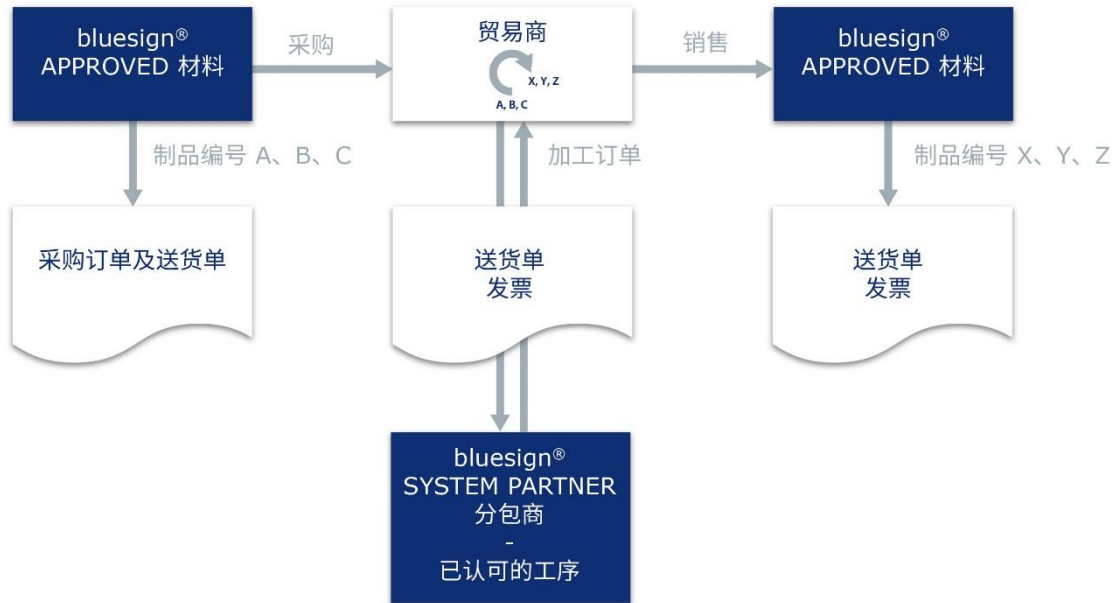 bluesign®
APPROVED 材料
采购
贸易商
X, Y, Z
A, B, C
销售
bluesign®
APPROVED 材料
制品编号 A、B、C
加工订单
制品编号 X、Y、Z
采购订单及送货单
送货单
发票
送货单
发票
bluesign®
SYSTEM PARTNER
分包商
-
已认可的工序